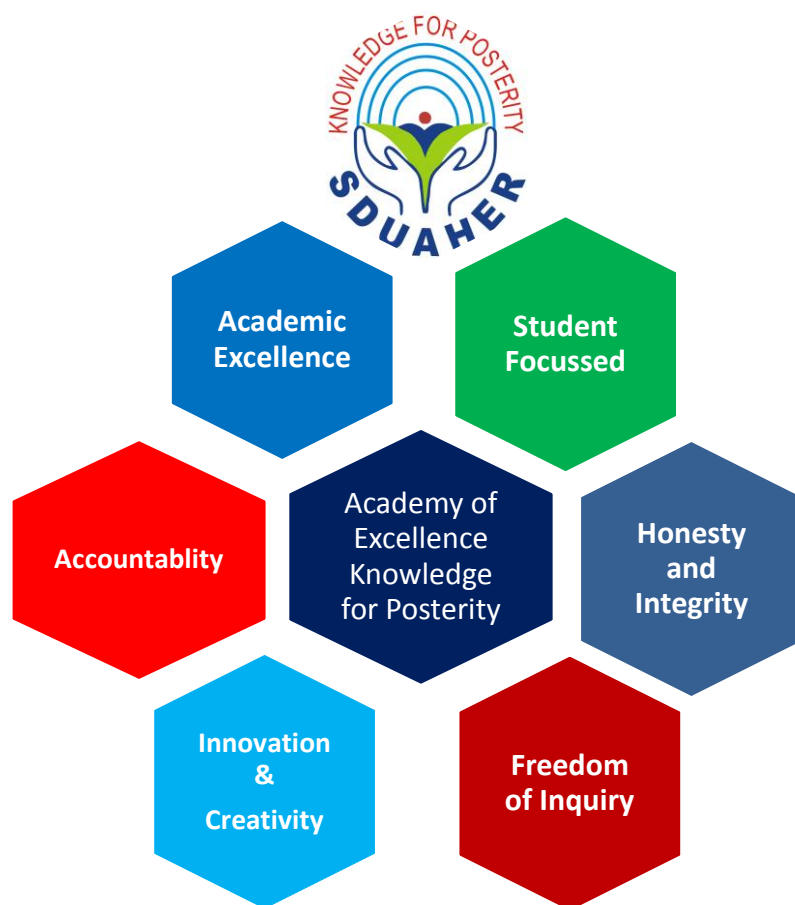 KNOWLEDGE FOR POSTERITY
SDUAHER
Academic
Excellence
Student
Focussed
Accountablity
Academy of
Excellence
Knowledge
for Posterity
Honesty
and
Integrity
Innovation
&
Creativity
Freedom
of Inquiry